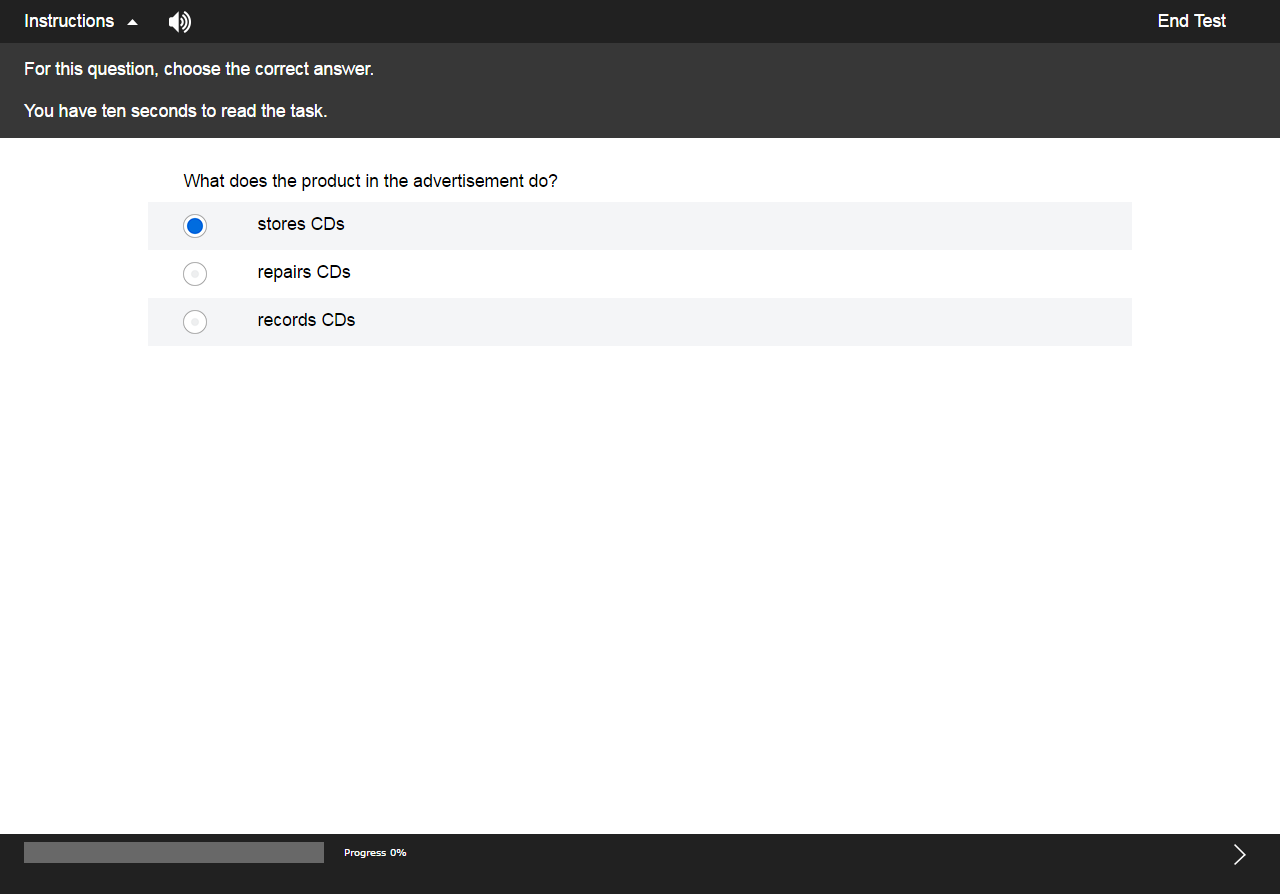 Instructions
End Test
For this question, choose the correct answer.
You have ten seconds to read the task.
What does the product in the advertisement do?
stores CDs
repairs CDs
records CDs
Progress 0%